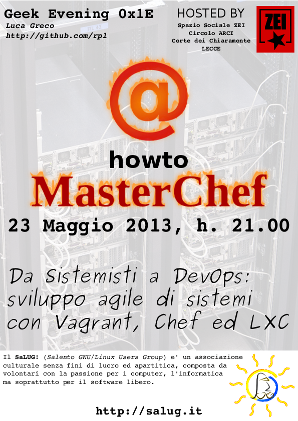 Geek Evening 0x1E
Luca Greco
http://github.com/rpl
HOSTED BY
Spazio Sociale ZEI
Circolo ARCI
Corte dei Chiaramonte
LECCE
ZEI
@
howto
MasterChef
23 Maggio 2013, h. 21.00
Da Sistemisti a DevOps:
sviluppo agile di sistemi
con Vagrant, Chef ed LXC
Il SaLUG! (Salento GNU/Linux Users Group) e' un associazione
culturale senza fini di lucro ed apartitica, composta da
volontari con la passione per i computer, l'informatica
ma soprattutto per il software libero.
http://salug.it